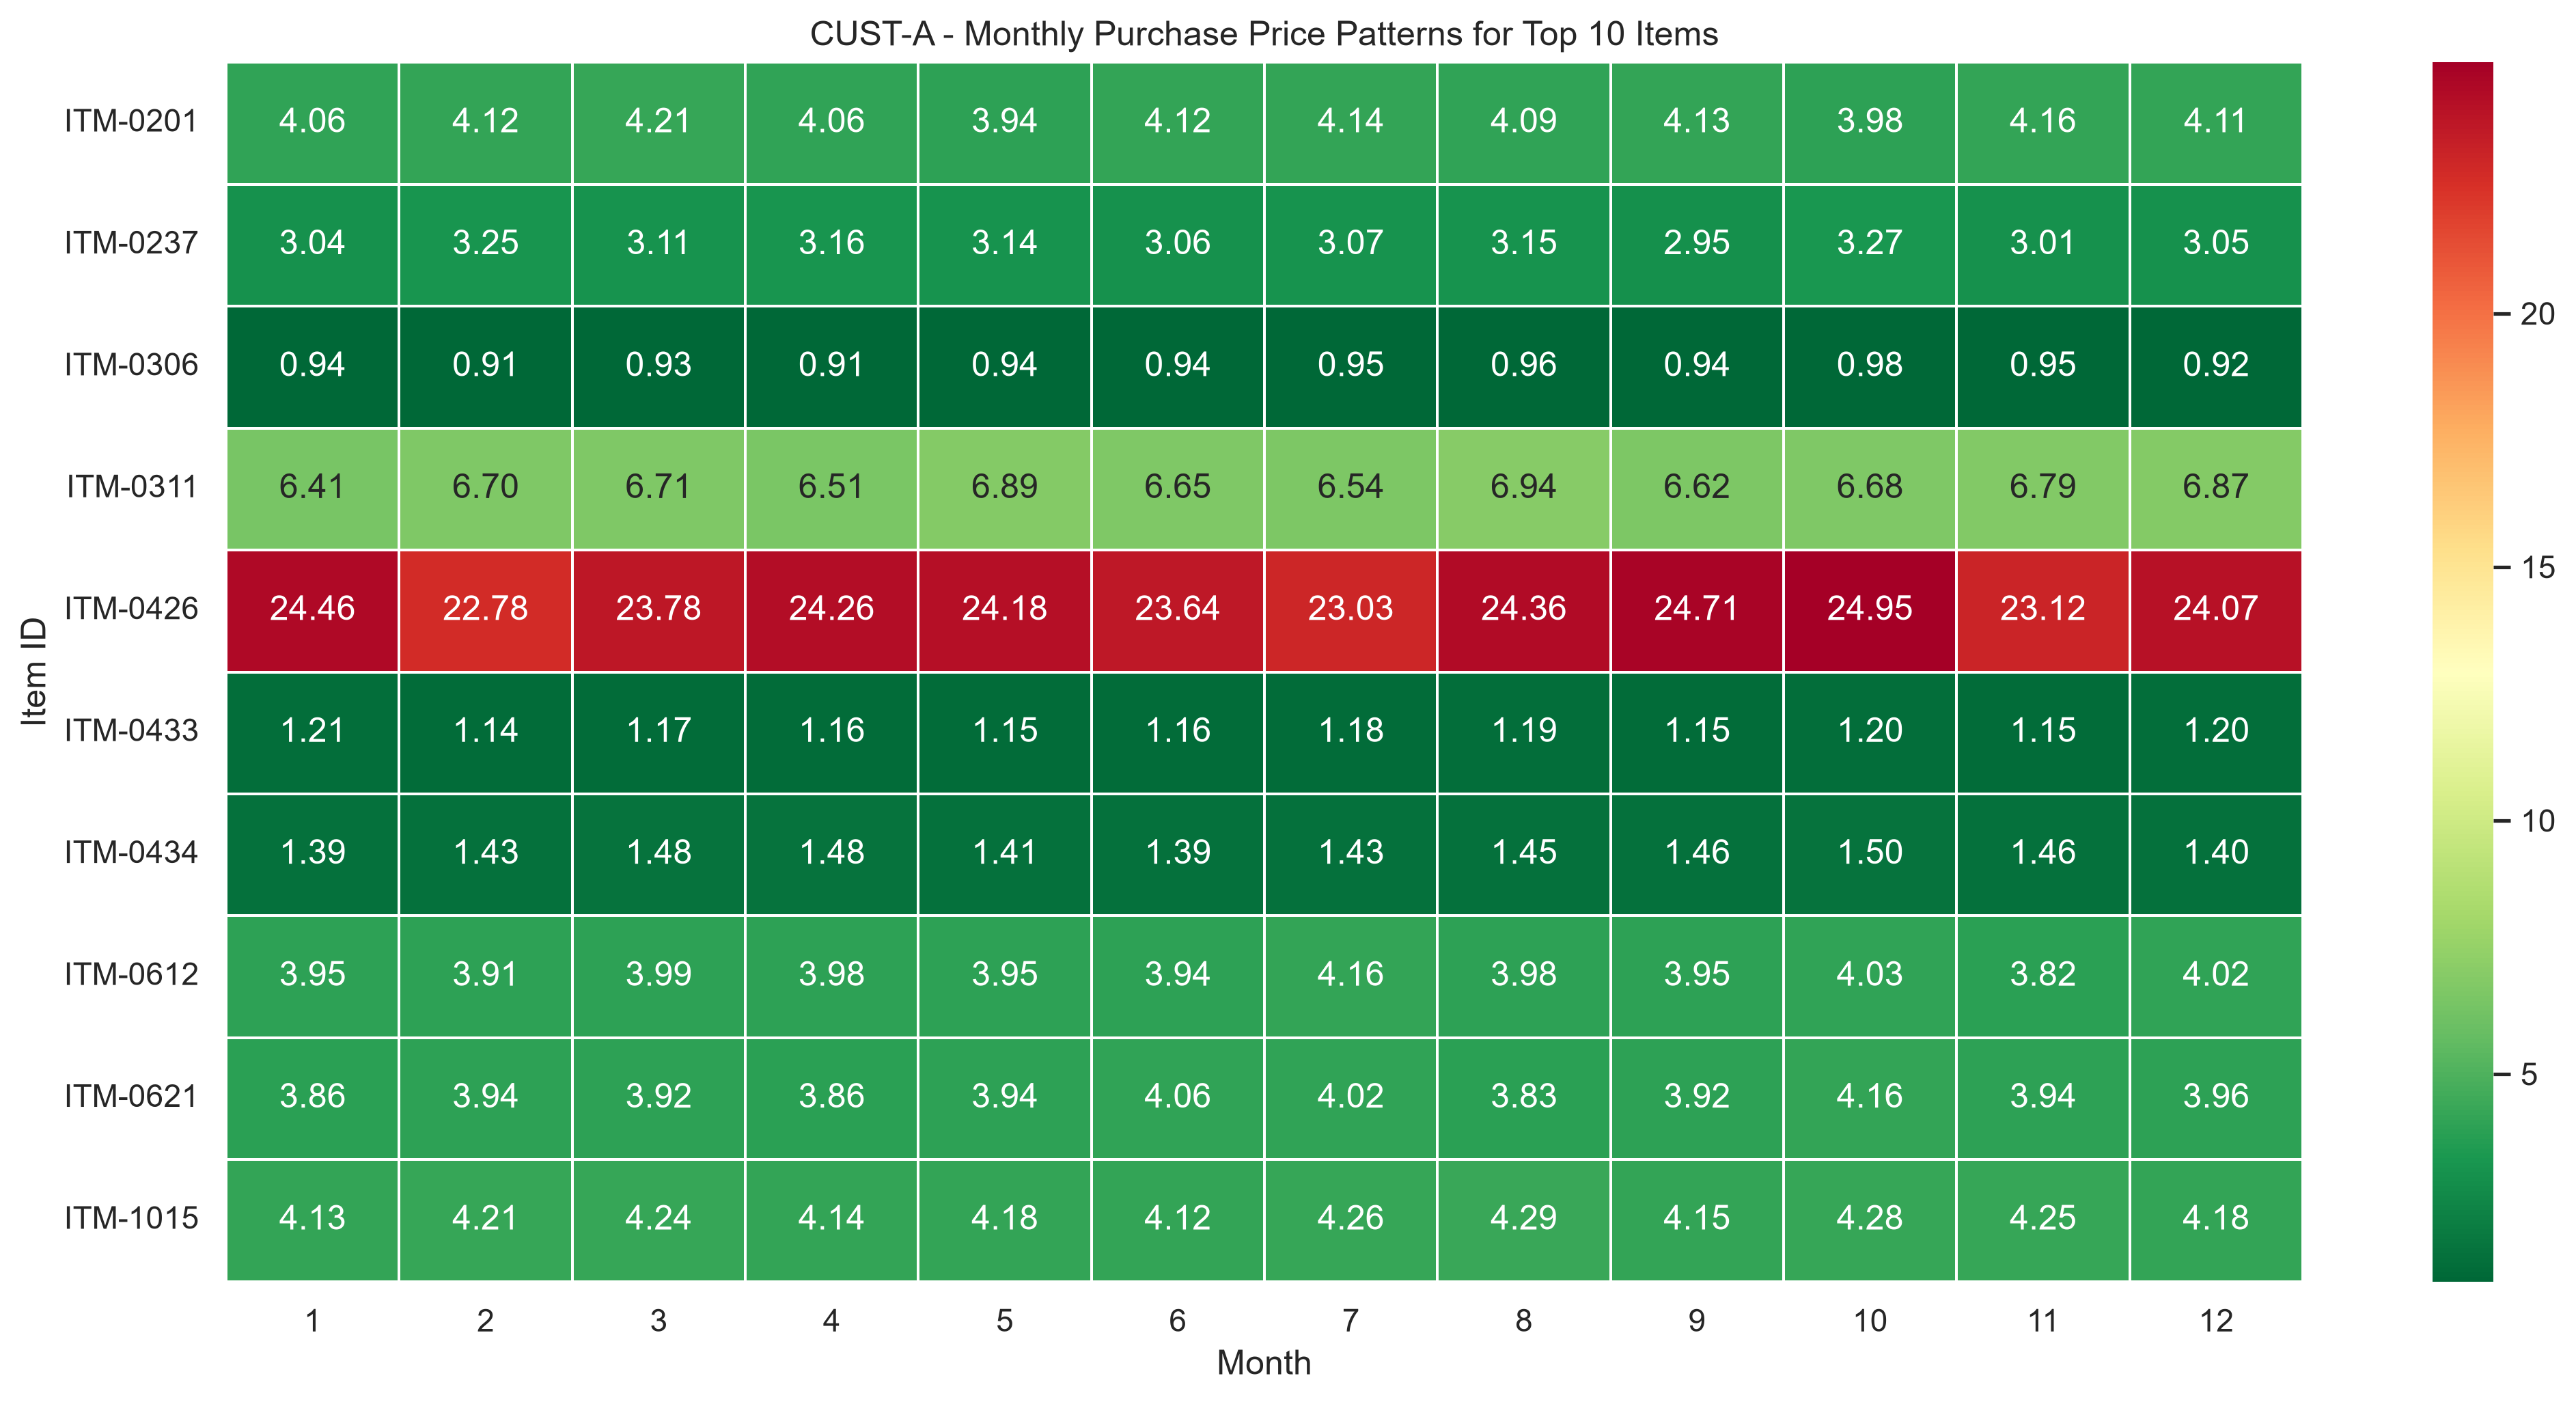 CUST-A - Monthly Purchase Price Patterns for Top 10 Items
ITM-0201 4.06 4.12 4.21 4.06 3.94 4.12 4.14 4.09 4.13 3.98 4.16 4.11
ITM-0237 3.04 3.25 3.11 3.16 3.14 3.06 3.07 3.15 2.95 3.27 3.01 3.05
ITM-0306 0.94 0.91 0.93 0.91 0.94 0.94 0.95 0.96 0.94 0.98 0.95 0.92
ITM-0311 6.41 6.70 6.71 6.51 6.89 6.65 6.54 6.94 6.62 6.68 6.79 6.87
ITM-0426 24.46 22.78 23.78 24.26 24.18 23.64 23.03 24.36 24.71 24.95 23.12 24.07
ITM-0433 1.21 1.14 1.17 1.16 1.15 1.16 1.18 1.19 1.15 1.20 1.15 1.20
ITM-0434 1.39 1.43 1.48 1.48 1.41 1.39 1.43 1.45 1.46 1.50 1.46 1.40
ITM-0612 3.95 3.91 3.99 3.98 3.95 3.94 4.16 3.98 3.95 4.03 3.82 4.02
ITM-0621 3.86 3.94 3.92 3.86 3.94 4.06 4.02 3.83 3.92 4.16 3.94 3.96
ITM-1015 4.13 4.21 4.24 4.14 4.18 4.12 4.26 4.29 4.15 4.28 4.25 4.18
1 2 3 4 5 6 7 8 9 10 11 12
Month
Item ID
20
15
10
5